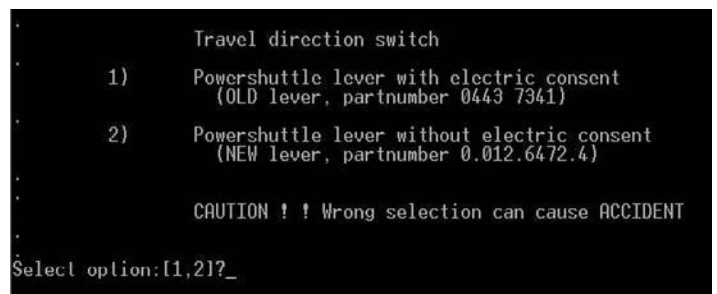 Travel direction switch
1) Powershuttle lever with electric consent
(OLD lever, partnumber 0443 7341)
2) Powershuttle lever without electric consent
(NEW lever, partnumber 0.012.6472.4)
CAUTION ! ! Wrong selection can cause ACCIDENT
Select option:[1,2]?_